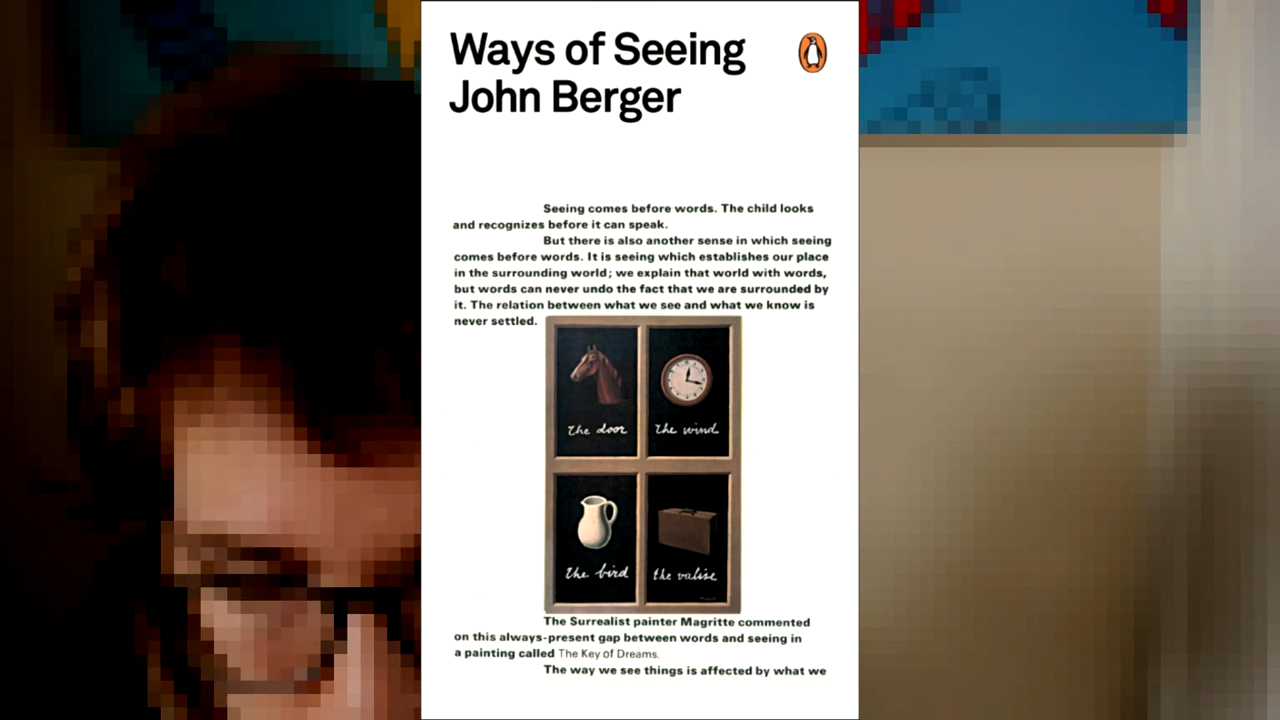 Ways of Seeing
John Berger
Seeing comes before words. The child looks
and recognizes before it can speak.
But there is also another sense in which seeing
comes before words. It is seeing which establishes our place
in the surrounding world; we explain that world with words,
but words can never undo the fact that we are surrounded by
it. The relation between what we see and what we know is
never settled.
The door
the wind
The bird
the valise
The Surrealist painter Magritte commented
on this always-present gap between words and seeing in
a painting called The Key of Dreams.
The way we see things is affected by what we